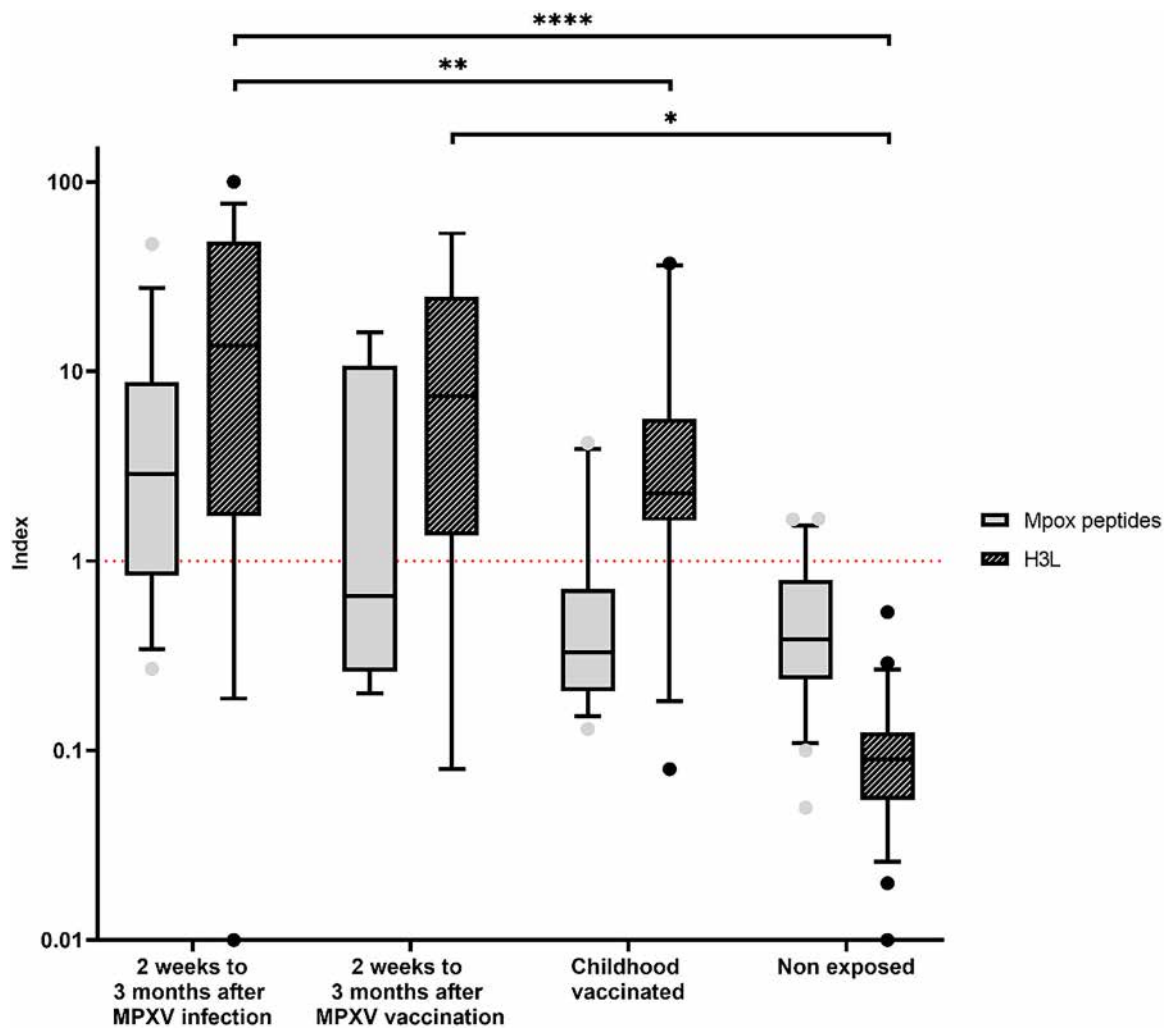 ****
**
*
100
10
1
0.1
0.01
Index
2 weeks to
3 months after
MPXV infection
2 weeks to
3 months after
MPXV vaccination
Childhood
vaccinated
Non exposed
Mpox peptides
H3L